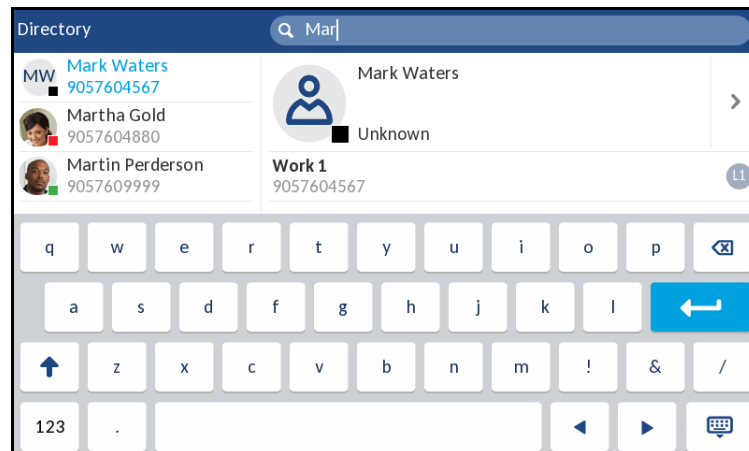 Directory
Mar
MW
Mark Waters
9057604567
Martha Gold
9057604880
Martin Perderson
9057609999
Mark Waters
Unknown
Work 1
9057604567
L1
q w e r t y u i o p
a s d f g h j k l
z x c v b n m ! & /
123 .